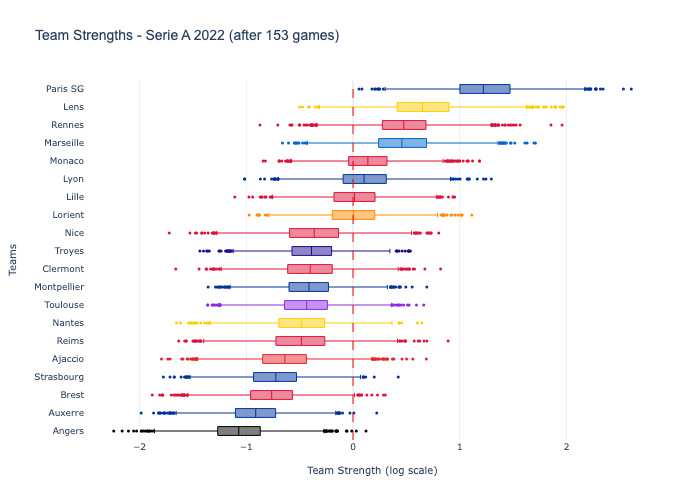 Team Strengths - Serie A 2022 (after 153 games)
Paris SG
Lens
Rennes
Marseille
Monaco
Lyon
Lille
Lorient
Nice
Troyes
Clermont
Montpellier
Toulouse
Nantes
Reims
Ajaccio
Strasbourg
Brest
Auxerre
Angers
Teams
−2 −1 0 1 2
Team Strength (log scale)